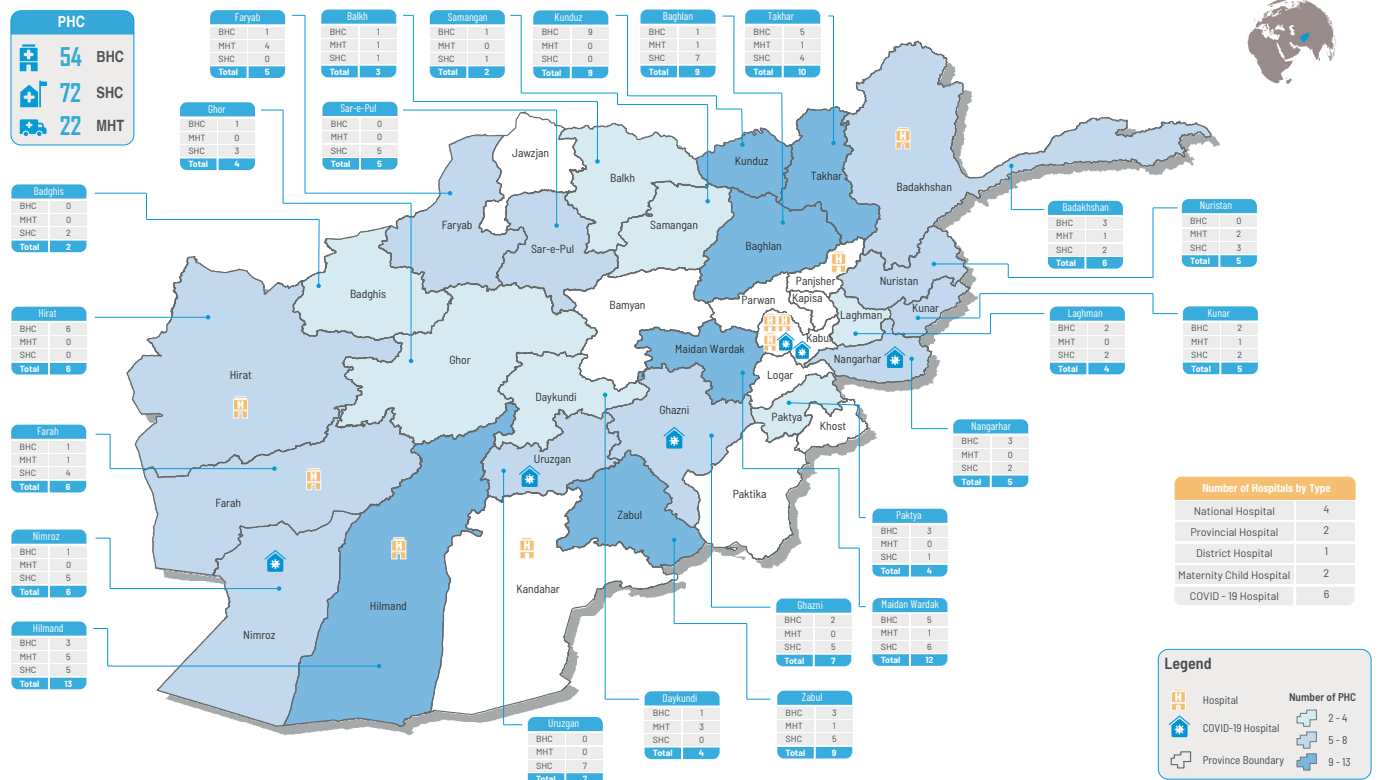 PHC
54 BHC
72 SHC
22 MHT
Faryab
BHC 1
MHT 4
SHC 0
Total 5
Balkh
BHC 1
MHT 1
SHC 1
Total 3
Samangan
BHC 1
MHT 0
SHC 1
Total 2
Kunduz
BHC 9
MHT 0
SHC 0
Total 9
Baghlan
BHC 1
MHT 1
SHC 7
Total 9
Takhar
BHC 5
MHT 1
SHC 4
Total 10
Ghor
BHC 1
MHT 0
SHC 3
Total 4
Sar-e-Pul
BHC 0
MHT 0
SHC 5
Total 5
Badghis
BHC 0
MHT 0
SHC 2
Total 2
Hirat
BHC 6
MHT 0
SHC 0
Total 6
Farah
BHC 1
MHT 1
SHC 4
Total 6
Nimroz
BHC 1
MHT 0
SHC 5
Total 6
Hilmand
BHC 3
MHT 5
SHC 5
Total 13
Jawzjan
Balkh
Kunduz
Takhar
Badakhshan
Faryab
Sar-e-Pul
Samangan
Baghlan
Badghis
Bamyan
Panjsher
Parwan
Kapisa
Nuristan
Kunar
Laghman
Kabul
Nangarhar
Maidan Wardak
Logar
Ghor
Hirat
Daykundi
Ghazni
Paktya
Khost
Uruzgan
Farah
Zabul
Paktika
Kandahar
Hilmand
Nimroz
Badakhshan
BHC 3
MHT 1
SHC 2
Total 6
Nuristan
BHC 0
MHT 2
SHC 3
Total 5
Laghman
BHC 2
MHT 0
SHC 2
Total 4
Kunar
BHC 2
MHT 1
SHC 2
Total 5
Nangarhar
BHC 3
MHT 0
SHC 2
Total 5
Paktya
BHC 3
MHT 0
SHC 1
Total 4
Ghazni
BHC 2
MHT 0
SHC 5
Total 7
Maidan Wardak
BHC 5
MHT 1
SHC 6
Total 12
Daykundi
BHC 1
MHT 3
SHC 0
Total 4
Zabul
BHC 3
MHT 1
SHC 5
Total 9
Uruzgan
BHC 0
MHT 0
SHC 7
Total 7
Number of Hospitals by Type
National Hospital 4
Provincial Hospital 2
District Hospital 1
Maternity Child Hospital 2
COVID - 19 Hospital 6
Legend
Hospital
COVID-19 Hospital
Province Boundary
Number of PHC
2 - 4
5 - 8
9 - 13